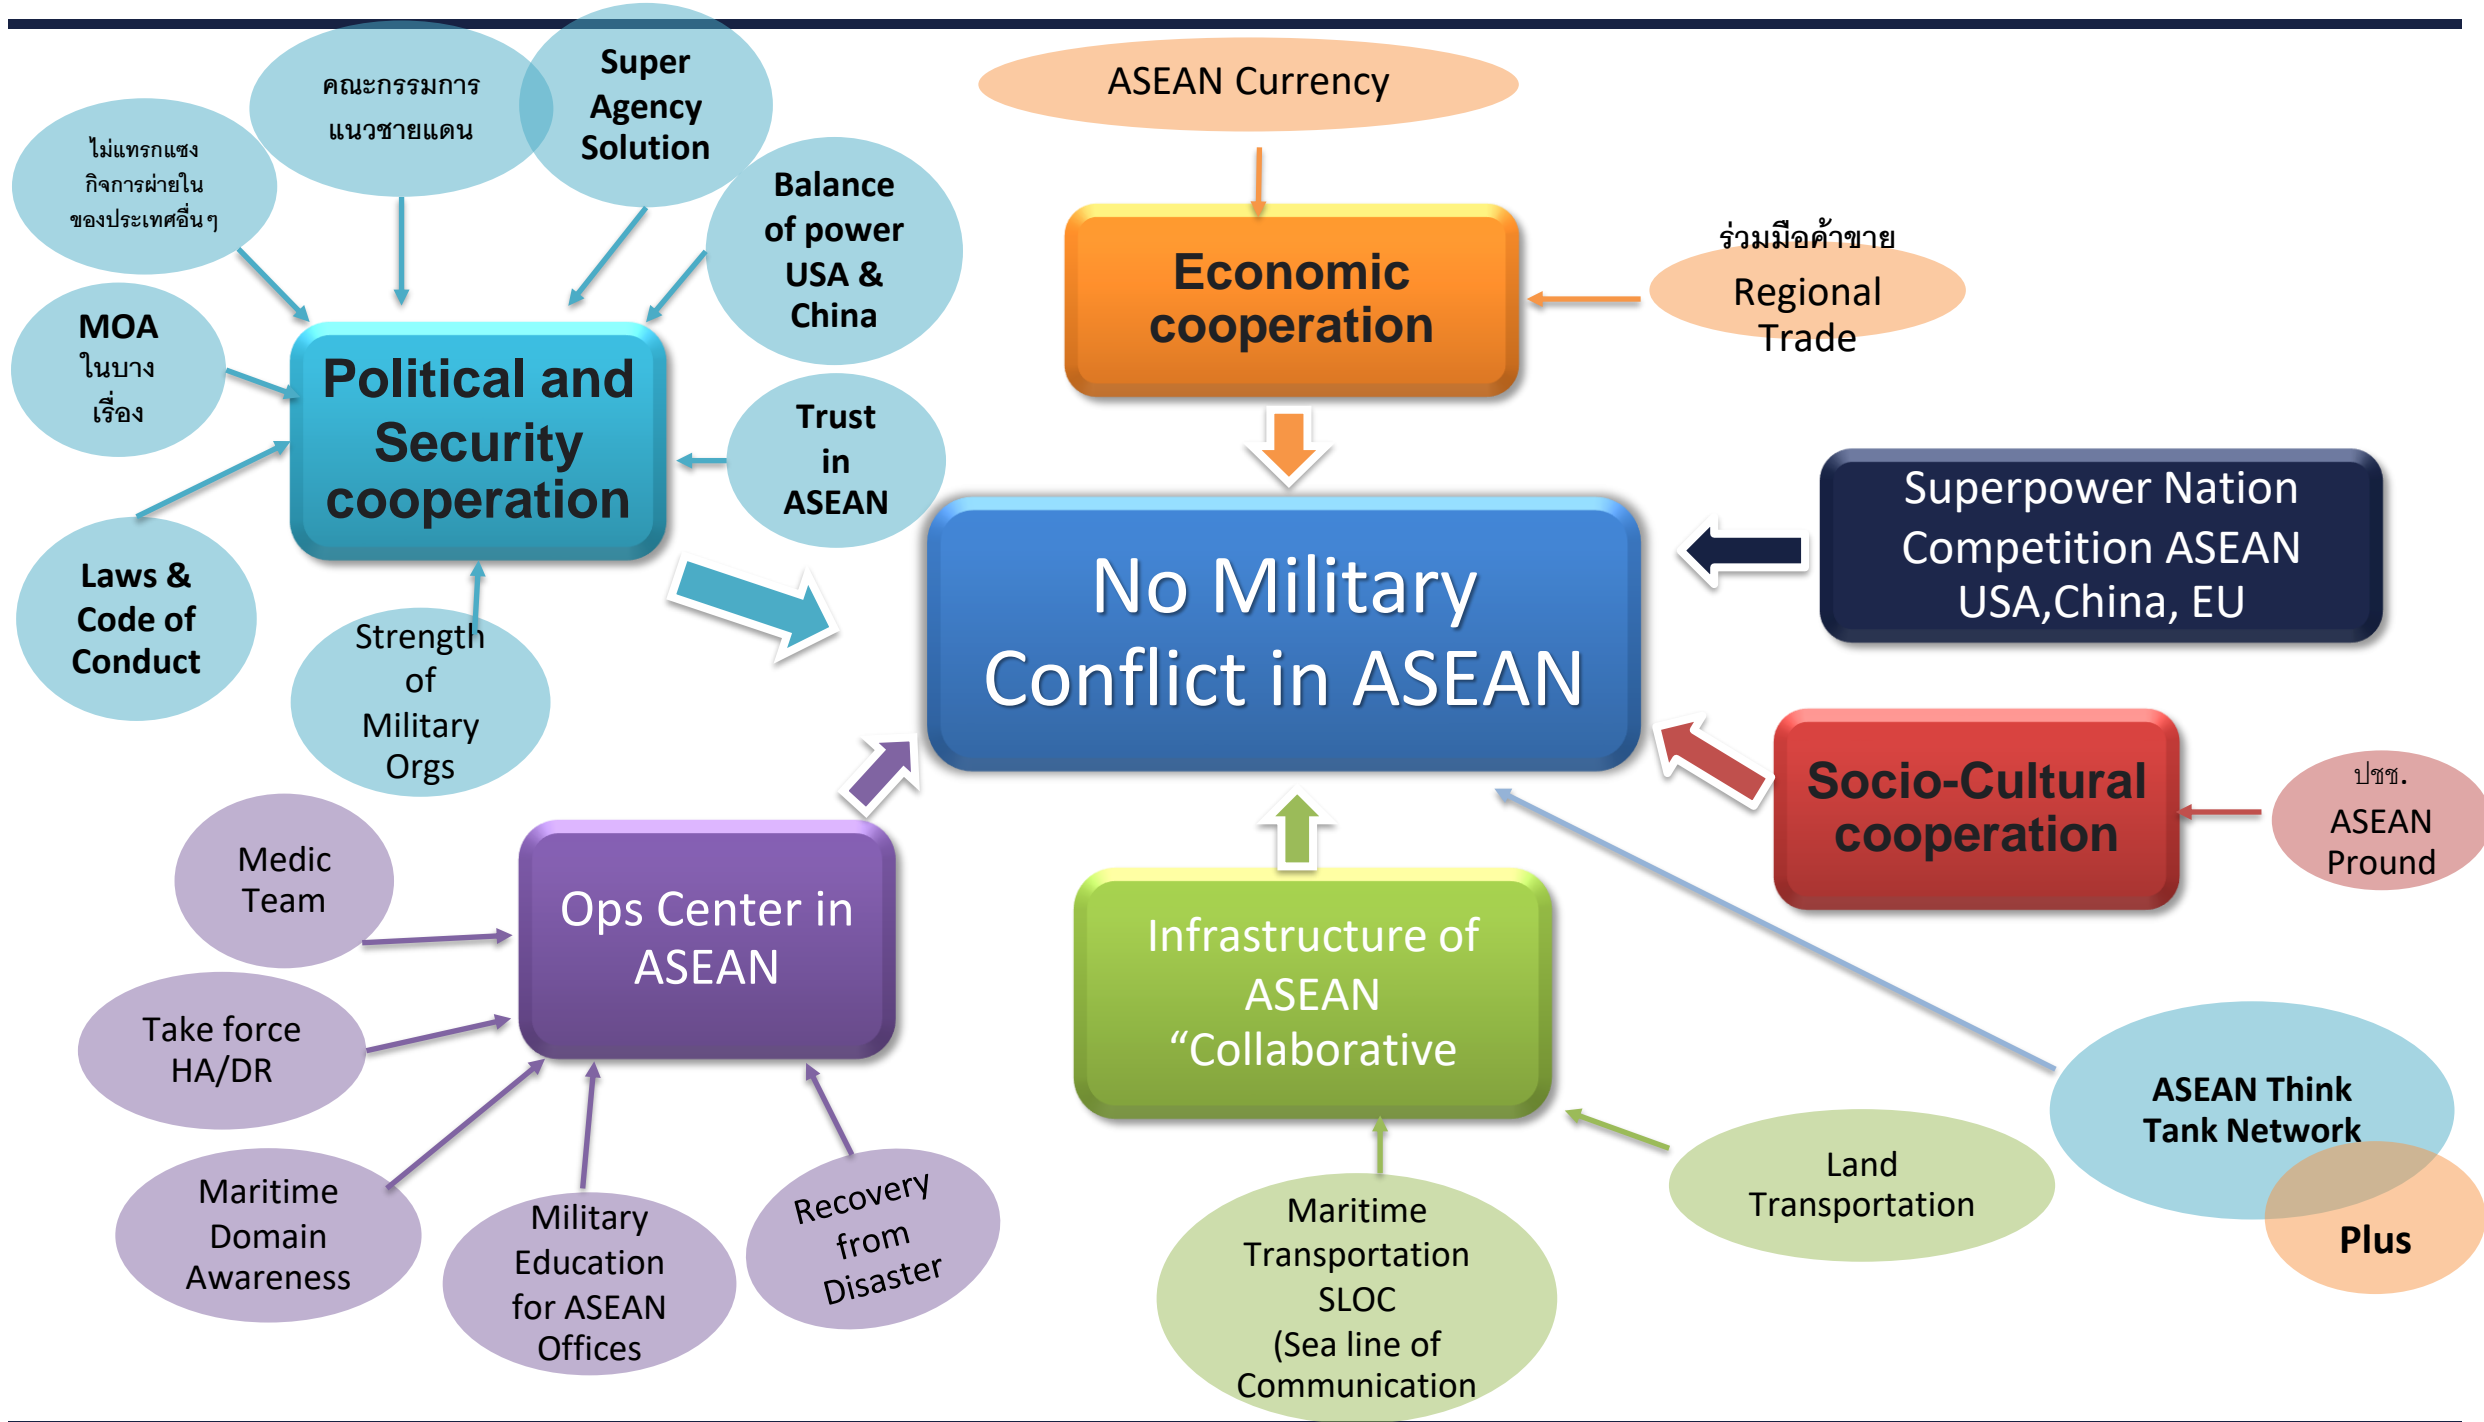 คณะกรรมการ
แนวชายแดน
Super
Agency
Solution
ASEAN Currency
ไม่แทรกแซง
กิจการฝ่ายใน
ของประเทศอื่นๆ
Balance
of power
USA &
China
Economic
cooperation
ร่วมมือค้าขาย
Regional
Trade
MOA
ในบาง
เรื่อง
Political and
Security
cooperation
Trust
in
ASEAN
Superpower Nation
Competition ASEAN
USA,China, EU
Laws &
Code of
Conduct
Strength
of
Military
Orgs
No Military
Conflict in ASEAN
Socio-Cultural
cooperation
ปชช.
ASEAN
Pround
Medic
Team
Ops Center in
ASEAN
Infrastructure of
ASEAN
“Collaborative
Take force
HA/DR
ASEAN Think
Tank Network
Plus
Maritime
Domain
Awareness
Military
Education
for ASEAN
Offices
Recovery
from
Disaster
Maritime
Transportation
SLOC
(Sea line of
Communication
Land
Transportation